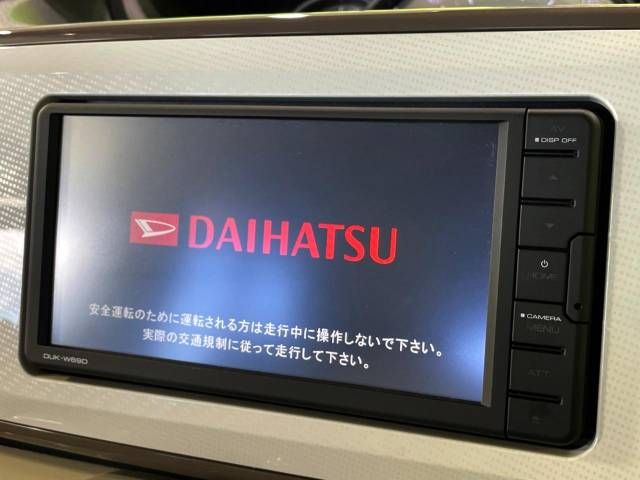 DAIHATSU
安全運転のために運転される方は走行中に操作しないで下さい。
実際の交通規制に従って走行して下さい。
DUK-W69D
AV
DISP OFF
HOME
CAMERA
MENU
ATT